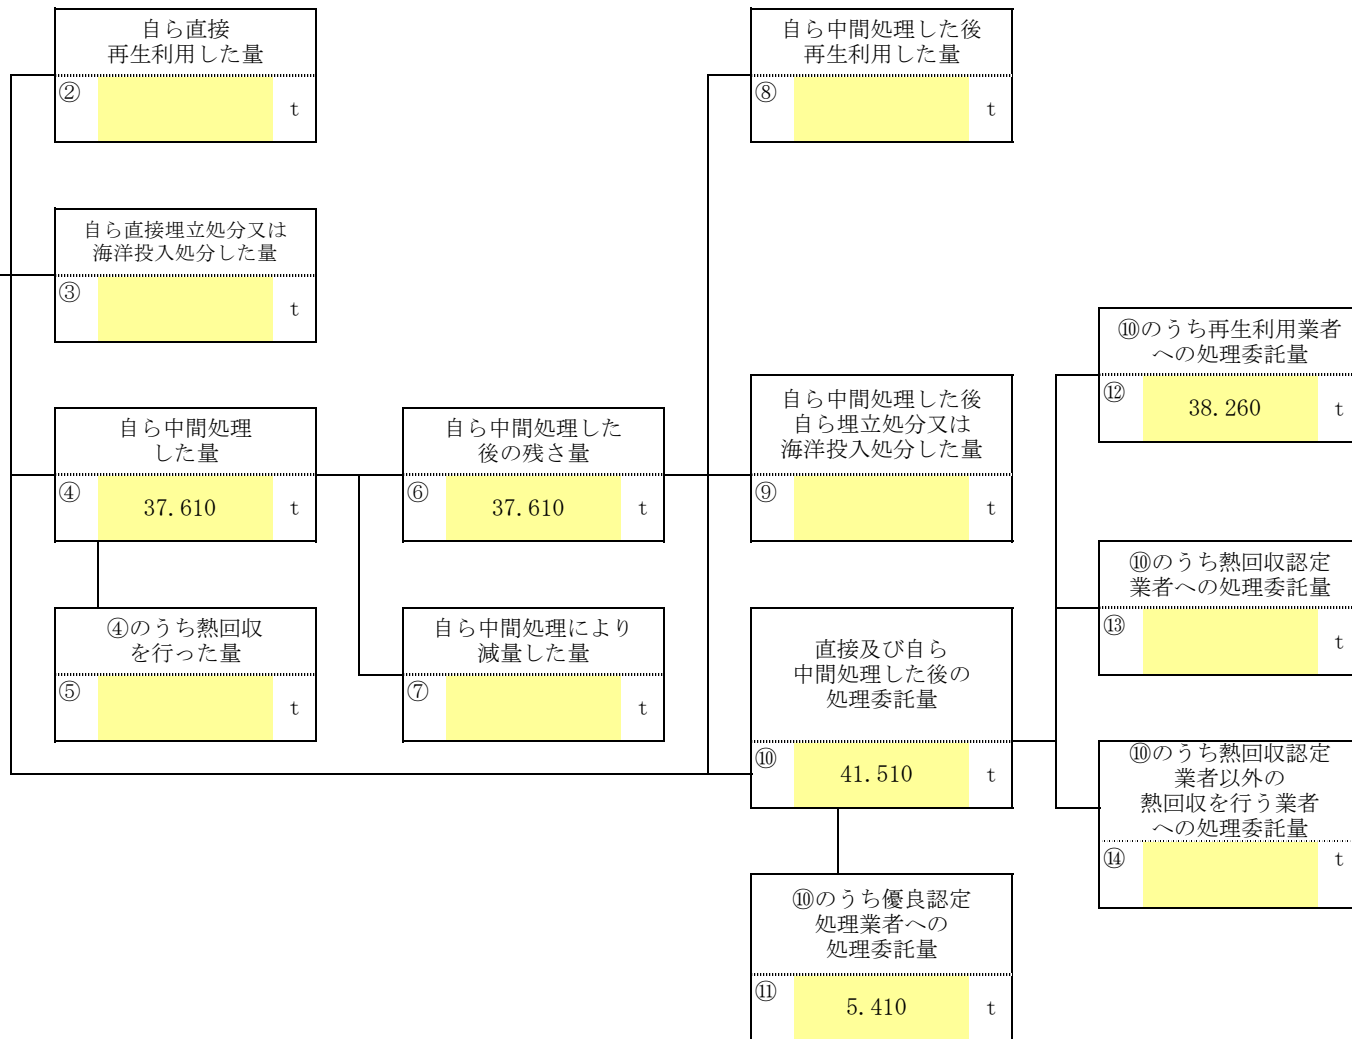 自ら直接
再生利用した量
②
t
自ら中間処理した後
再生利用した量
⑧
t
自ら直接埋立処分又は
海洋投入処分した量
③
t
⑩のうち再生利用業者
への処理委託量
⑫
38.260
t
自ら中間処理した後
自ら埋立処分又は
海洋投入処分した量
⑨
t
自ら中間処理
した量
④
37.610
t
自ら中間処理した
後の残さ量
⑥
37.610
t
⑩のうち熱回収認定
業者への処理委託量
⑬
t
④のうち熱回収
を行った量
⑤
t
自ら中間処理により
減量した量
⑦
t
直接及び自ら
中間処理した後の
処理委託量
⑩
41.510
t
⑩のうち熱回収認定
業者以外の
熱回収を行う業者
への処理委託量
⑭
t
⑩のうち優良認定
処理業者への
処理委託量
⑪
5.410
t